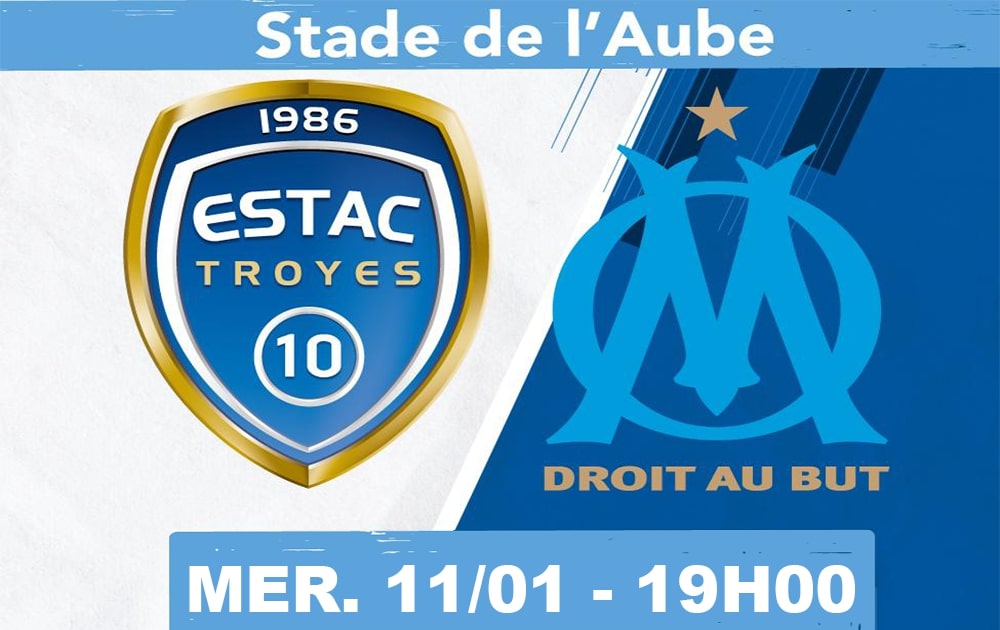 Stade de l'Aube
1986
ESTAC
TROYES
10
DROIT AU BUT
MER. 11/01 - 19H00